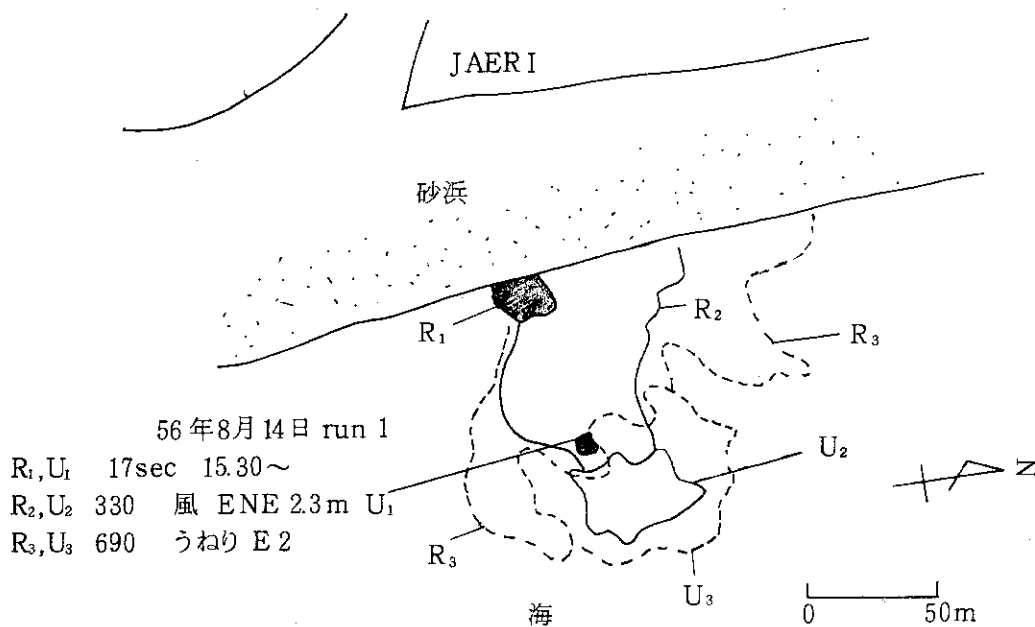 JAERI
砂浜
R₁
R₂
R₃
56年8月14日 run 1
R₁,U₁ 17sec 15.30～
R₂,U₂ 330 風 ENE 2.3m
R₃,U₃ 690 うねり E 2
U₁
U₂
N
R₃
U₃
海
0 50m